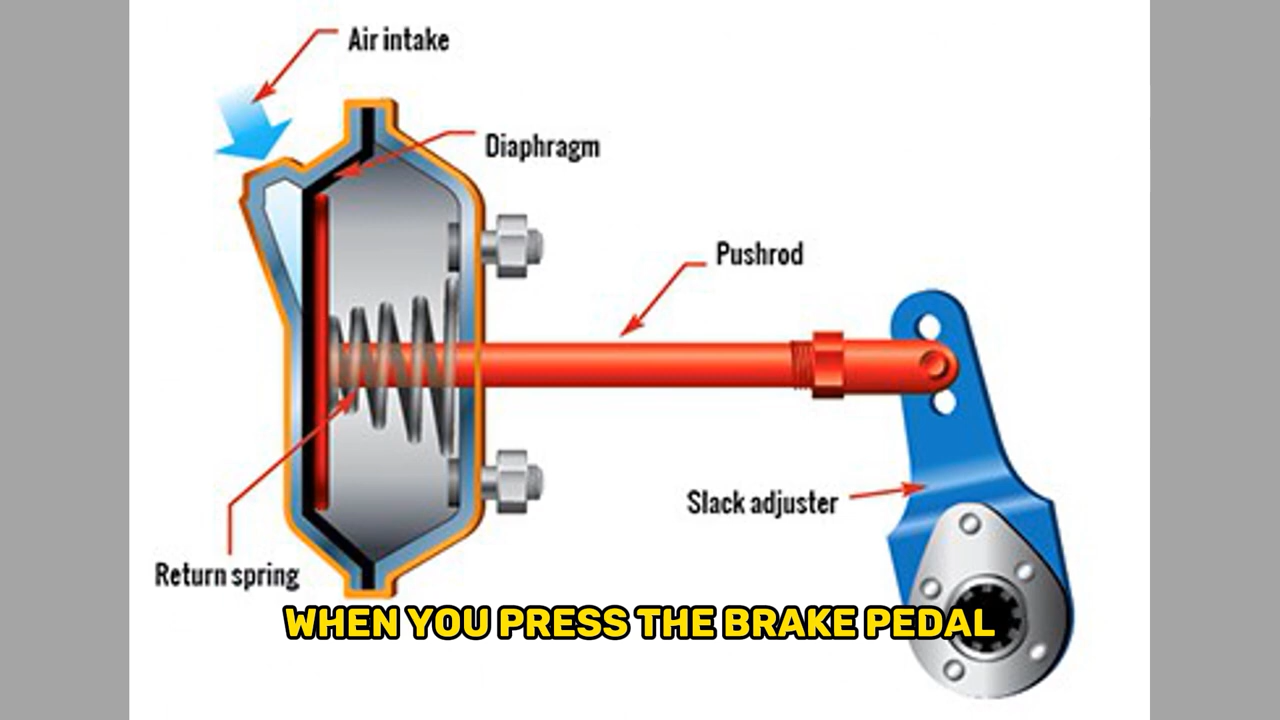 Air intake
Diaphragm
Pushrod
Slack adjuster
Return spring
WHEN YOU PRESS THE BRAKE PEDAL